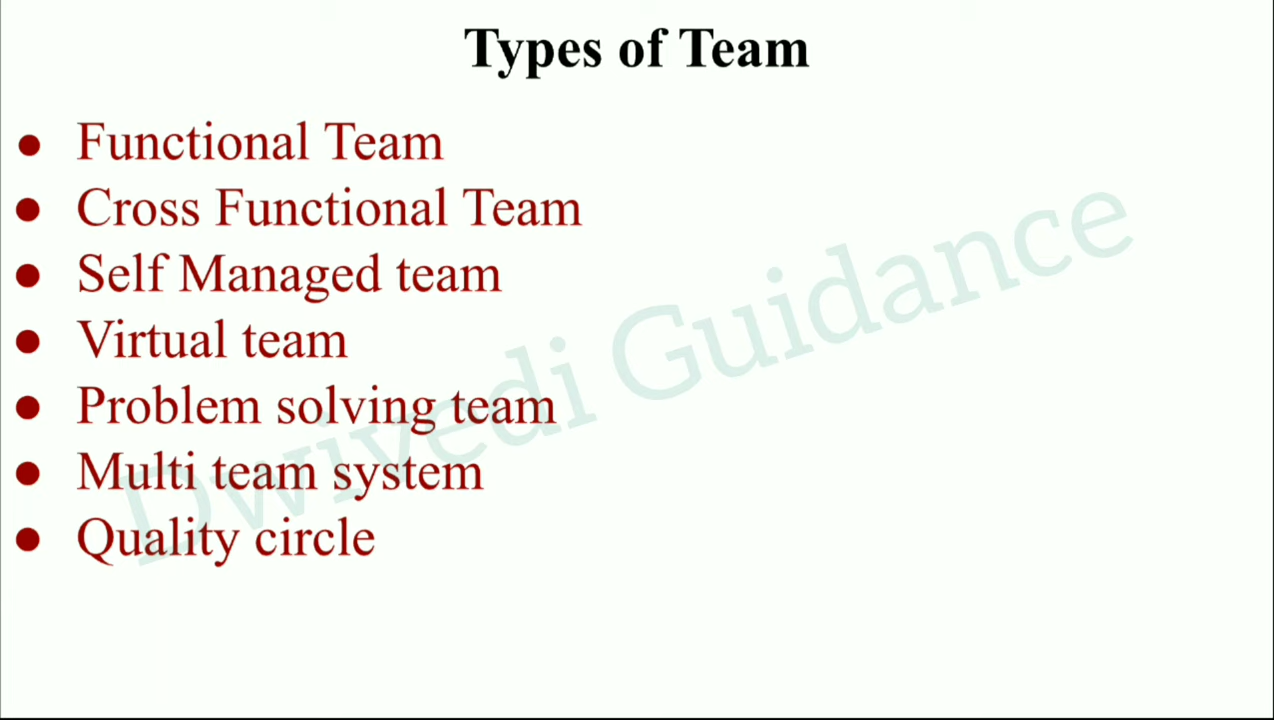 Types of Team
● Functional Team
● Cross Functional Team
● Self Managed team
● Virtual team
● Problem solving team
● Multi team system
● Quality circle
Dwivedi Guidance